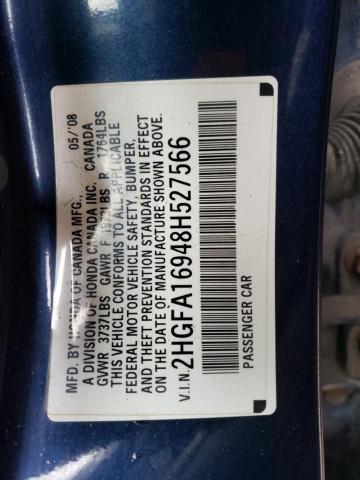 MFD. BY HONDA OF CANADA MFG., 05/'08
A DIVISION OF HONDA CANADA INC. CANADA
GVWR 3737LBS GAWR F LBS R 1764LBS
THIS VEHICLE CONFORMS TO ALL APPLICABLE
FEDERAL MOTOR VEHICLE SAFETY, BUMPER,
AND THEFT PREVENTION STANDARDS IN EFFECT
ON THE DATE OF MANUFACTURE SHOWN ABOVE.
V.I.N. 2HGFA16948H527566
PASSENGER CAR